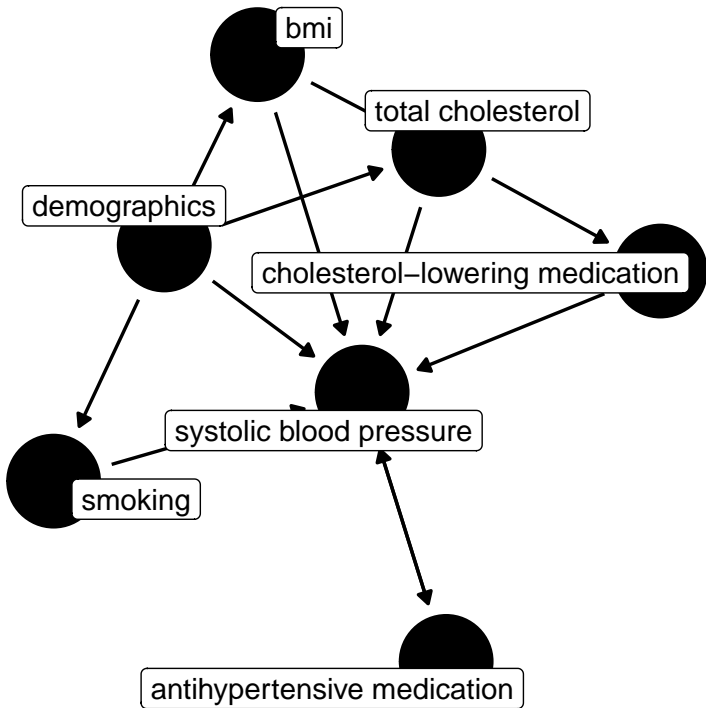 bmi
total cholesterol
demographics
cholesterol–lowering medication
systolic blood pressure
smoking
antihypertensive medication